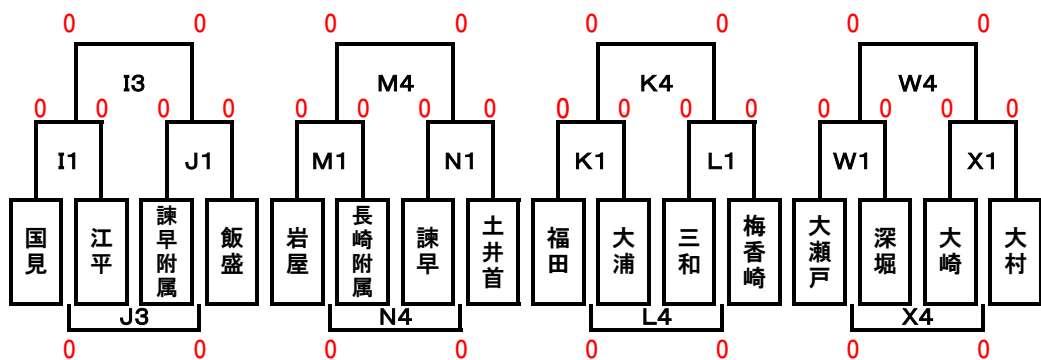 0 0 0 0 0 0 0 0
I3 M4 K4 W4
0 0 0 0 0 0 0 0 0 0 0 0 0 0 0 0
I1 J1 M1 N1 K1 L1 W1 X1
国見 江平 諫早附属 飯盛 岩屋 長崎附属 諫早 土井首 福田 大浦 三和 梅香崎 大瀬戸 深堀 大崎 大村
J3 N4 L4 X4
0 0 0 0 0 0 0 0